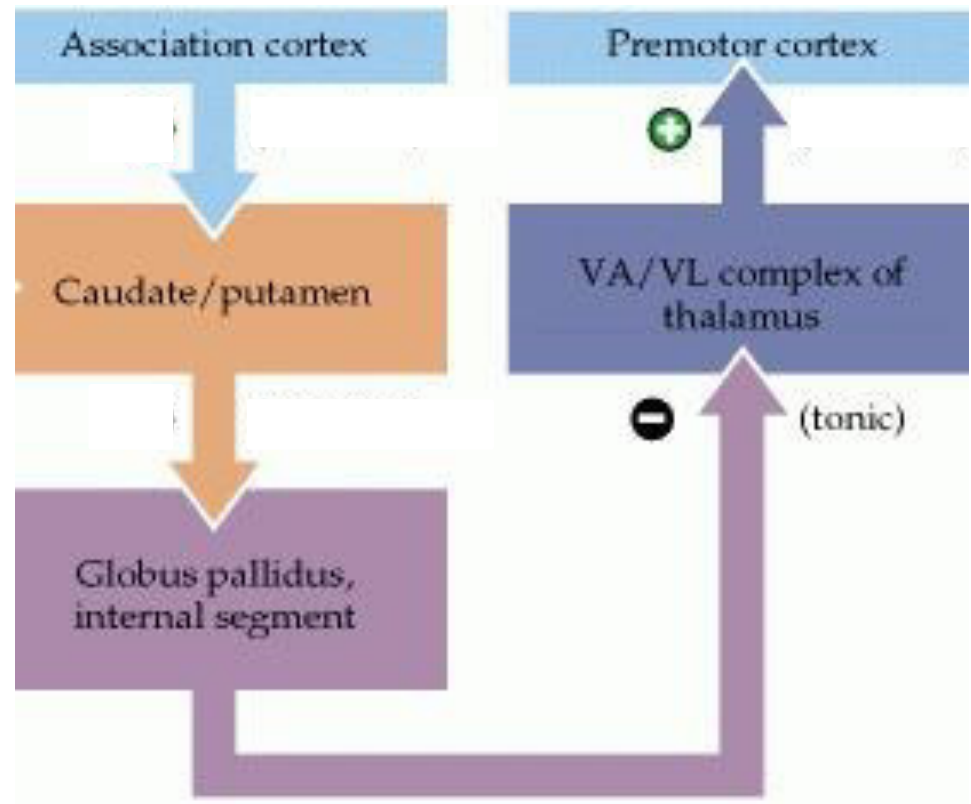 Association cortex
Premotor cortex
Caudate/putamen
VA/VL complex of
thalamus
(tonic)
Globus pallidus,
internal segment